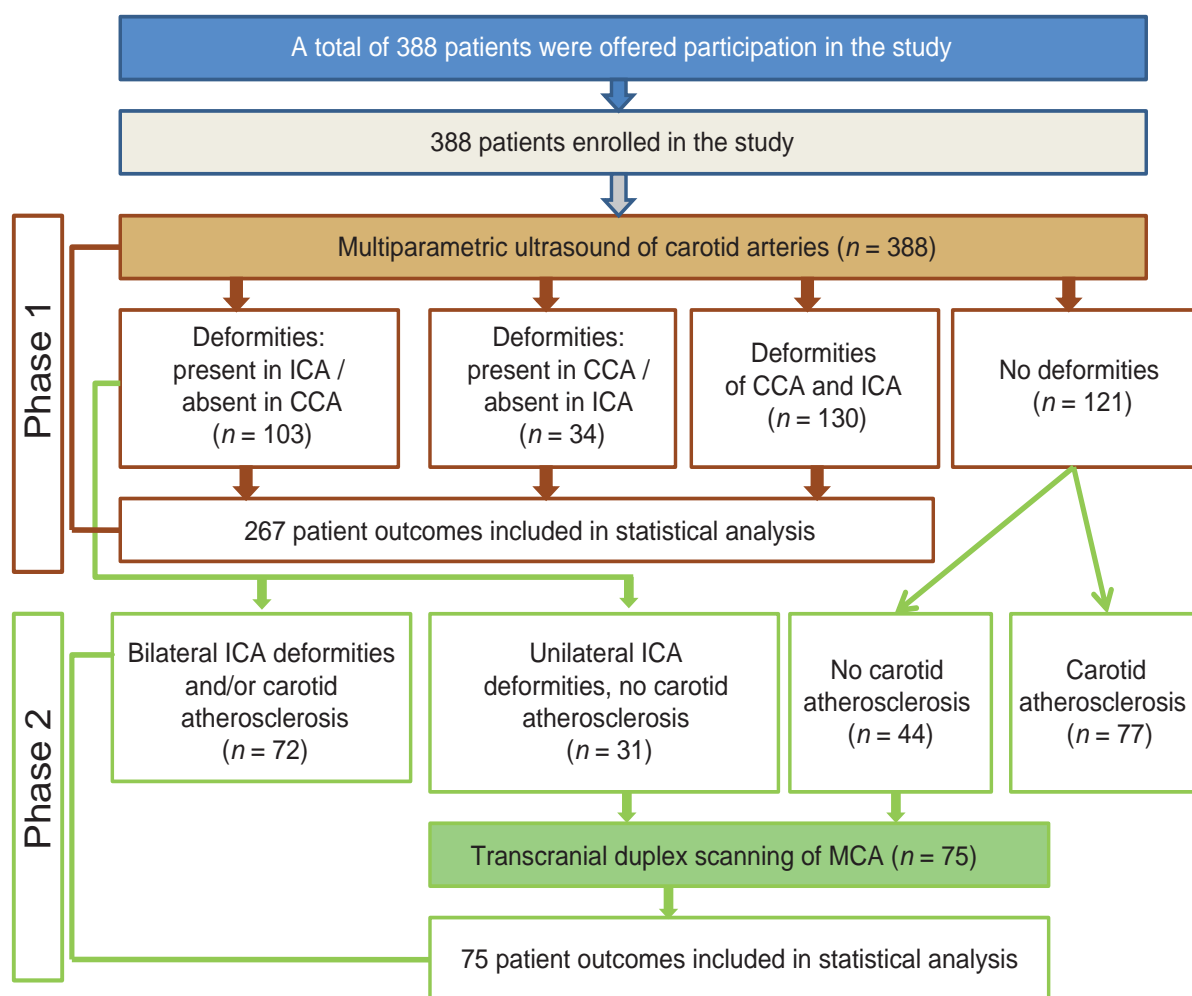 A total of 388 patients were offered participation in the study
388 patients enrolled in the study
Phase 1
Multiparametric ultrasound of carotid arteries (n = 388)
Deformities:
present in ICA /
absent in CCA
(n = 103)
Deformities:
present in CCA /
absent in ICA
(n = 34)
Deformities
of CCA and ICA
(n = 130)
No deformities
(n = 121)
267 patient outcomes included in statistical analysis
Phase 2
Bilateral ICA deformities
and/or carotid
atherosclerosis
(n = 72)
Unilateral ICA
deformities, no carotid
atherosclerosis
(n = 31)
No carotid
atherosclerosis
(n = 44)
Carotid
atherosclerosis
(n = 77)
Transcranial duplex scanning of MCA (n = 75)
75 patient outcomes included in statistical analysis